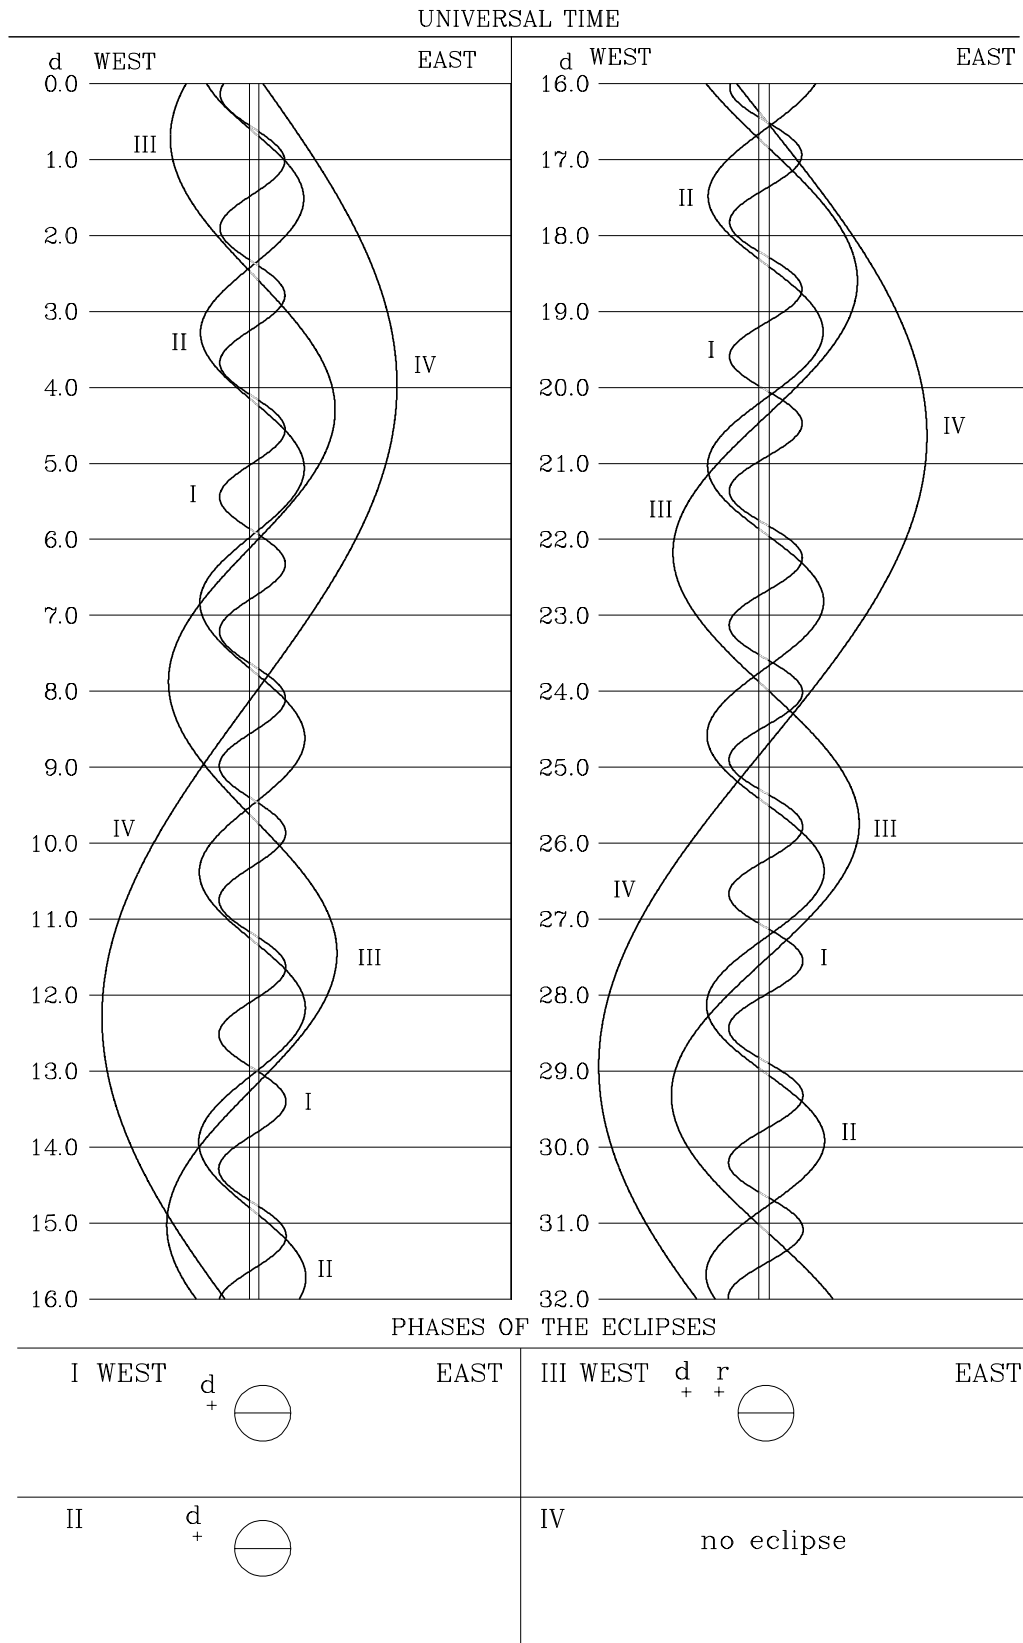 UNIVERSAL TIME
d WEST EAST
0.0
III
1.0
2.0
3.0
II
IV
4.0
5.0
I
6.0
7.0
8.0
9.0
IV
10.0
11.0
III
12.0
13.0
I
14.0
15.0
II
16.0
d WEST EAST
16.0
17.0
II
18.0
19.0
I
20.0
IV
21.0
III
22.0
23.0
24.0
25.0
III
26.0
IV
27.0
I
28.0
29.0
II
30.0
31.0
32.0
PHASES OF THE ECLIPSES
I WEST EAST
d
+
III WEST d r EAST
+ +
II d
+
IV
no eclipse